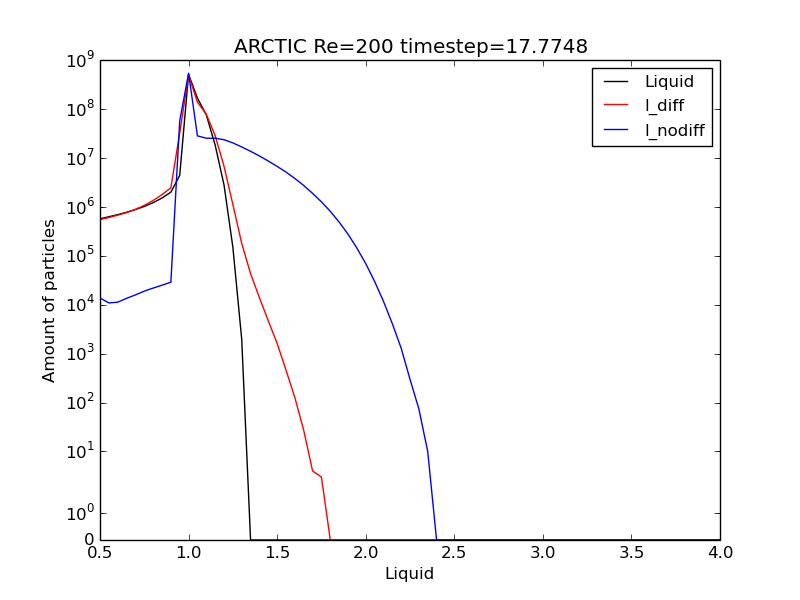 ARCTIC Re=200 timestep=17.7748
Liquid
l_diff
l_nodiff
Amount of particles
10^9
10^8
10^7
10^6
10^5
10^4
10^3
10^2
10^1
10^0
0
0.5 1.0 1.5 2.0 2.5 3.0 3.5 4.0
Liquid